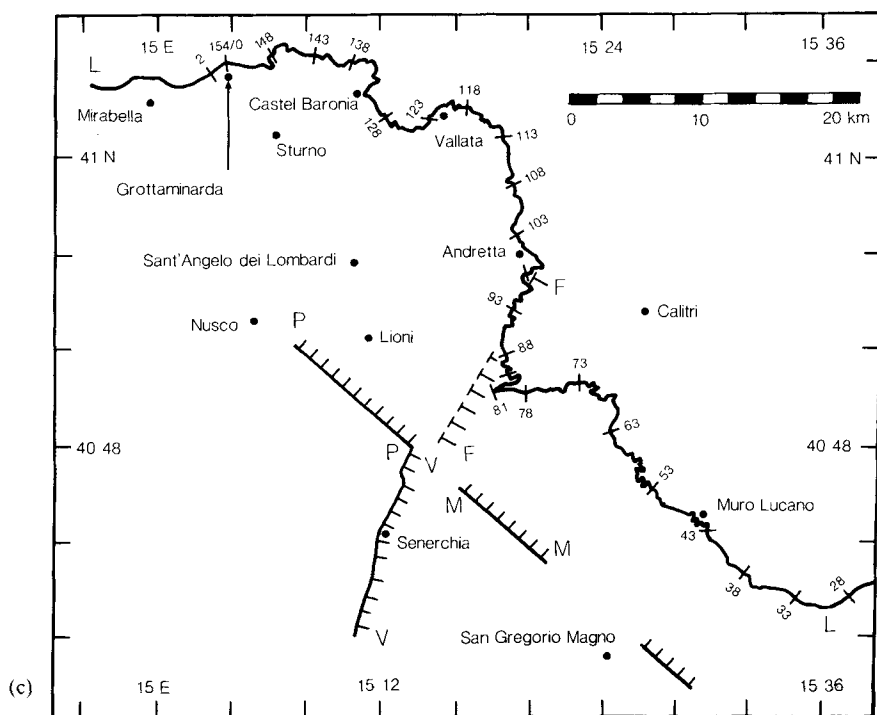 15 E 15 24 15 36
L 2 154/0 148 143 138
Mirabella Castel Baronia 128 123 118
Sturno Vallata 113
0 10 20 km
41 N 41 N
Grottaminarda 108
103
Sant'Angelo dei Lombardi Andretta
F
93
Nusco P Lioni Calitri
88
81 78 73
63
40 48 P V F 40 48
53
M Muro Lucano
Senerchia M 43
38 33 28
V San Gregorio Magno L
(c)
15 E 15 12 15 36